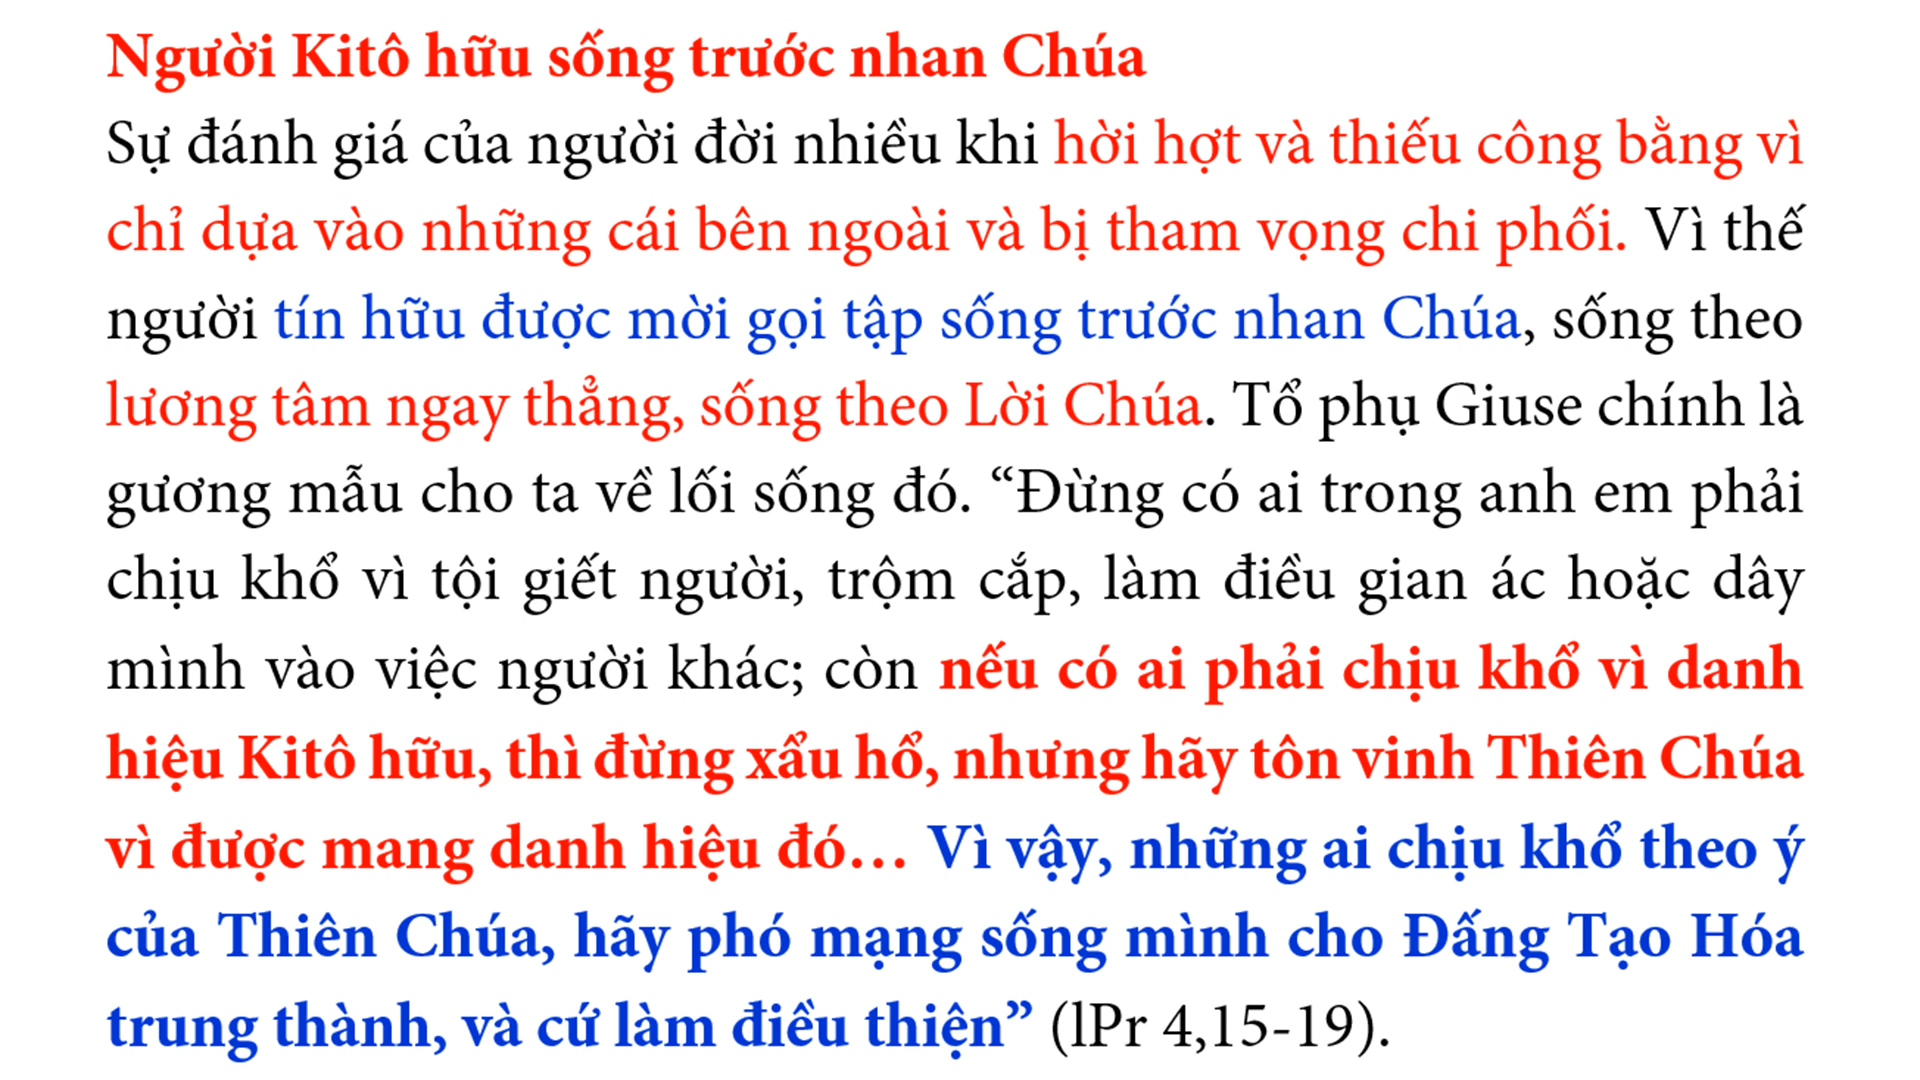 Người Kitô hữu sống trước nhan Chúa
Sự đánh giá của người đời nhiều khi hời hợt và thiếu công bằng vì
chỉ dựa vào những cái bên ngoài và bị tham vọng chi phối. Vì thế
người tín hữu được mời gọi tập sống trước nhan Chúa, sống theo
lương tâm ngay thẳng, sống theo Lời Chúa. Tổ phụ Giuse chính là
gương mẫu cho ta về lối sống đó. “Đừng có ai trong anh em phải
chịu khổ vì tội giết người, trộm cắp, làm điều gian ác hoặc dây
mình vào việc người khác; còn nếu có ai phải chịu khổ vì danh
hiệu Kitô hữu, thì đừng xẩu hổ, nhưng hãy tôn vinh Thiên Chúa
vì được mang danh hiệu đó… Vì vậy, những ai chịu khổ theo ý
của Thiên Chúa, hãy phó mạng sống mình cho Đấng Tạo Hóa
trung thành, và cứ làm điều thiện” (lPr 4,15-19).